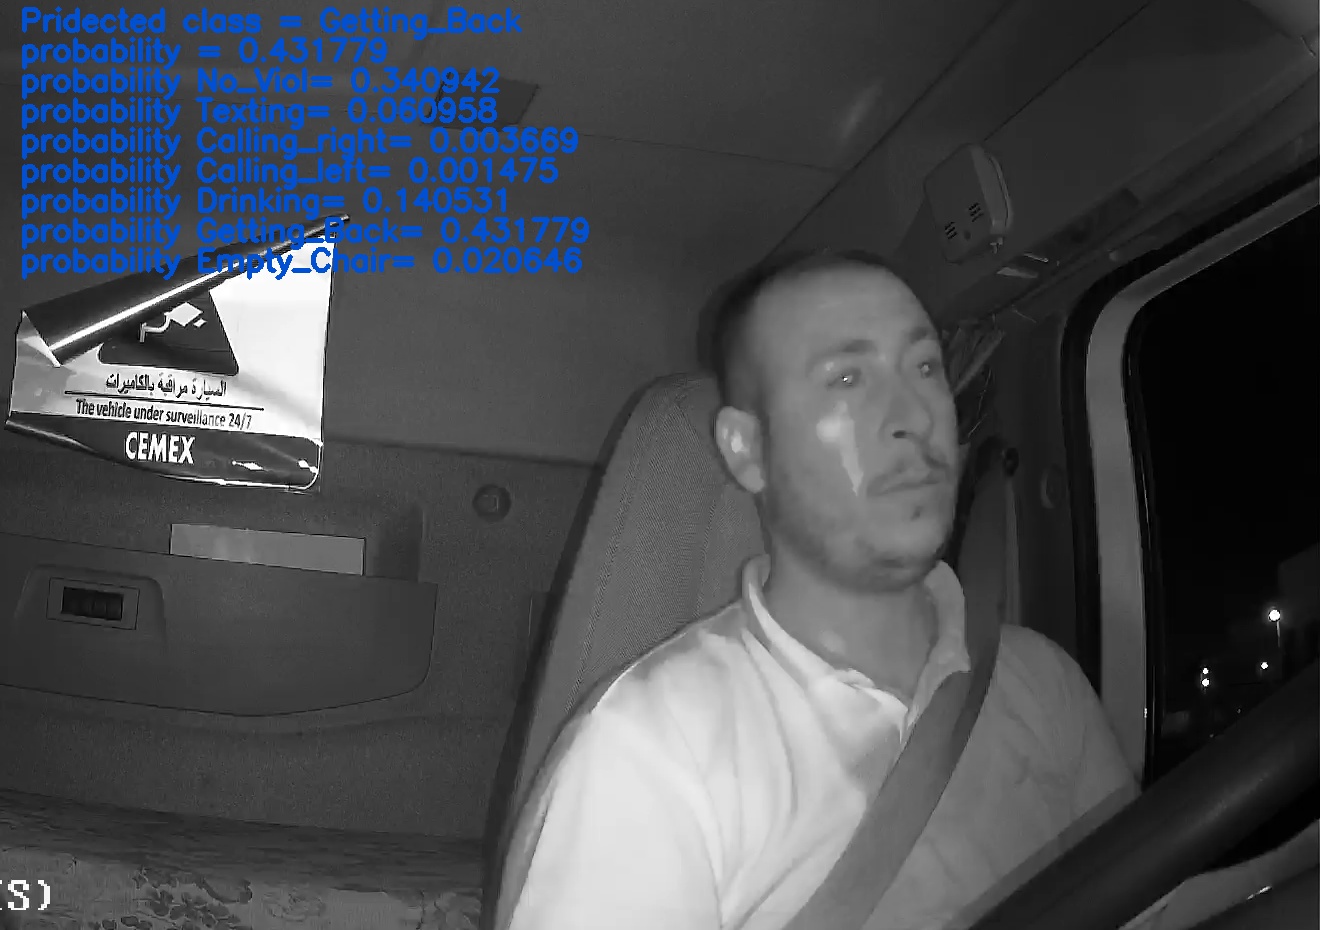 Pridected class = Getting_Back
probability = 0.431779
probability No_Viol= 0.340942
probability Texting= 0.060958
probability Calling_right= 0.003669
probability Calling_left= 0.001475
probability Drinking= 0.140531
probability Getting_Back= 0.431779
probability Empty_Chair= 0.020646
السيارة مراقبة بالكاميرات
The vehicle under surveillance 24/7
CEMEX
S)